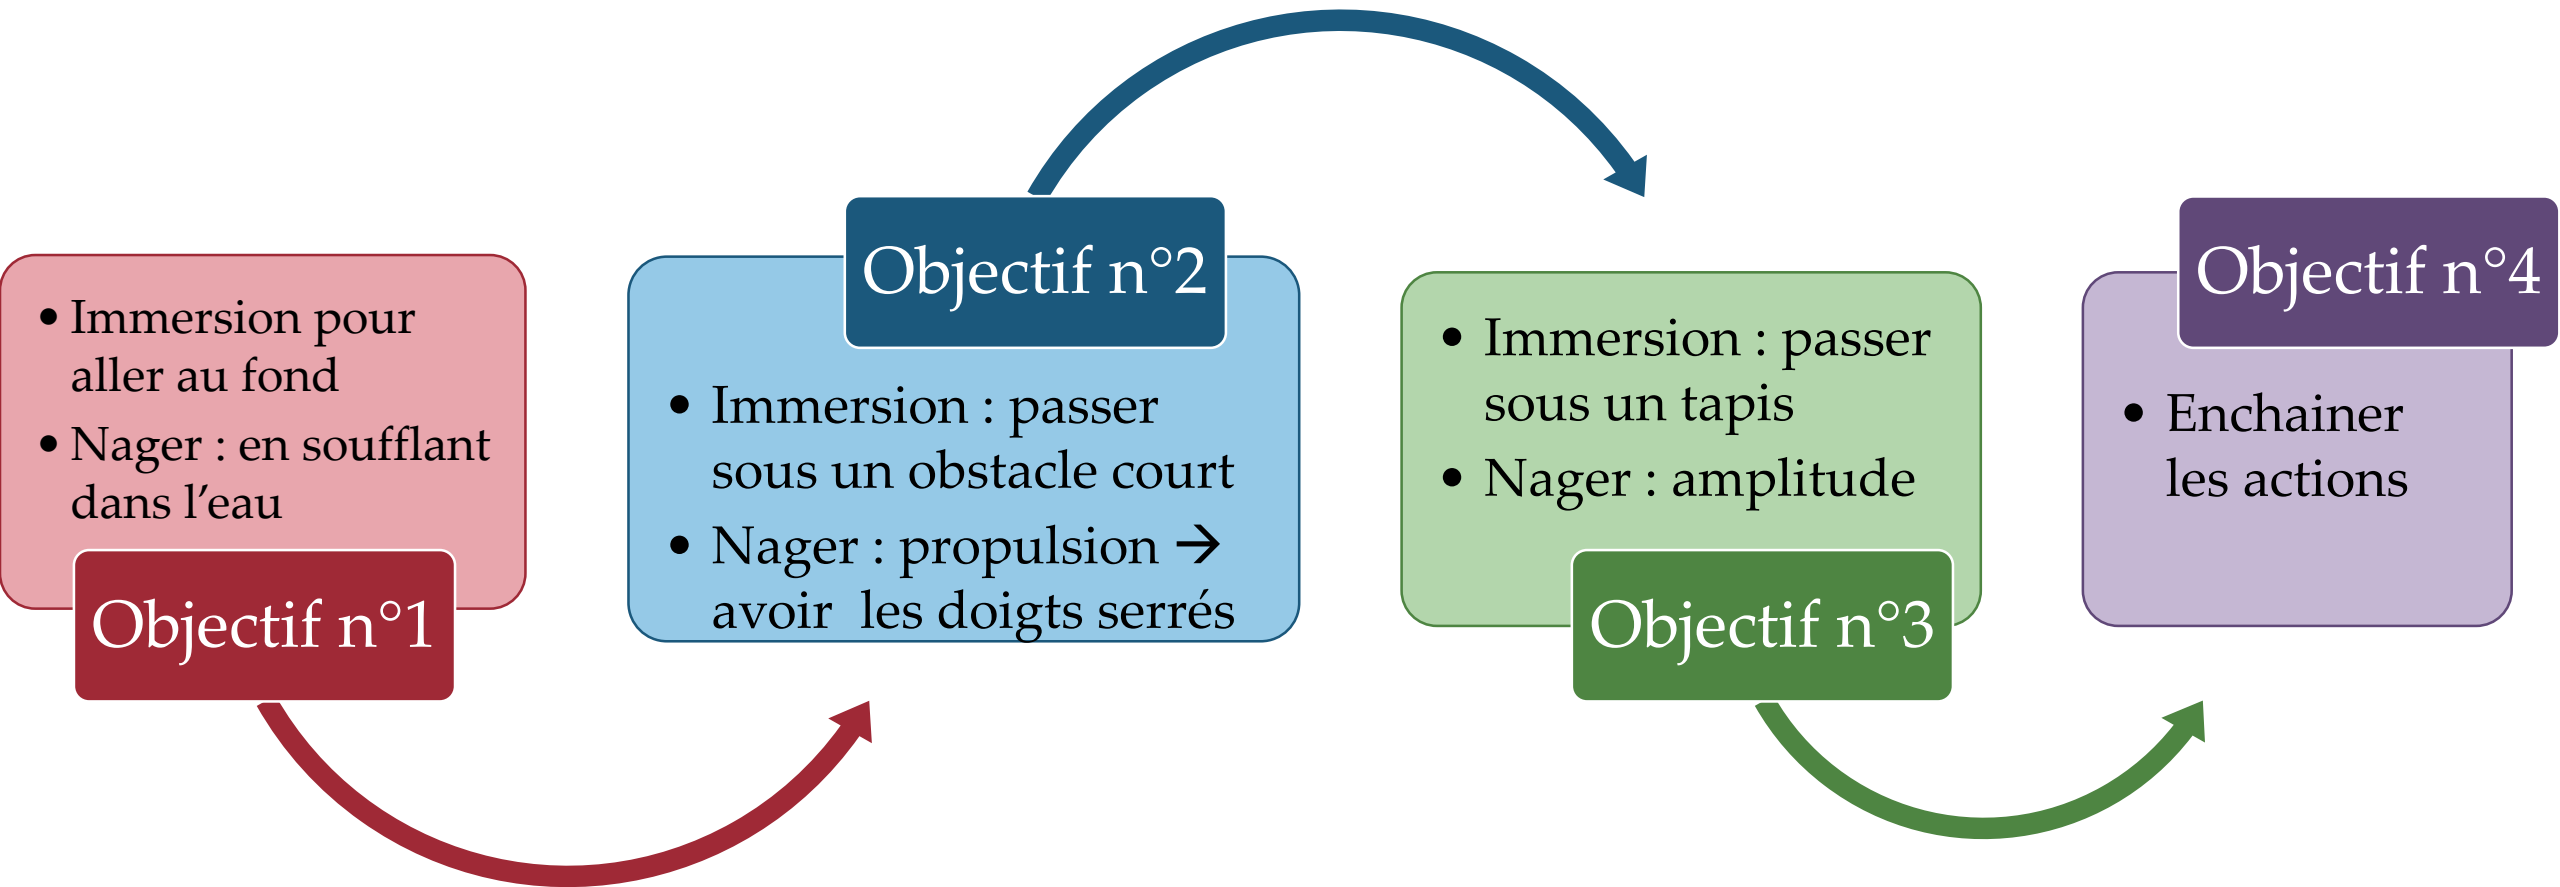 • Immersion pour
aller au fond
• Nager : en soufflant
dans l’eau
Objectif n°1
Objectif n°2
• Immersion : passer
sous un obstacle court
• Nager : propulsion →
avoir  les doigts serrés
• Immersion : passer
sous un tapis
• Nager : amplitude
Objectif n°3
Objectif n°4
• Enchainer
les actions